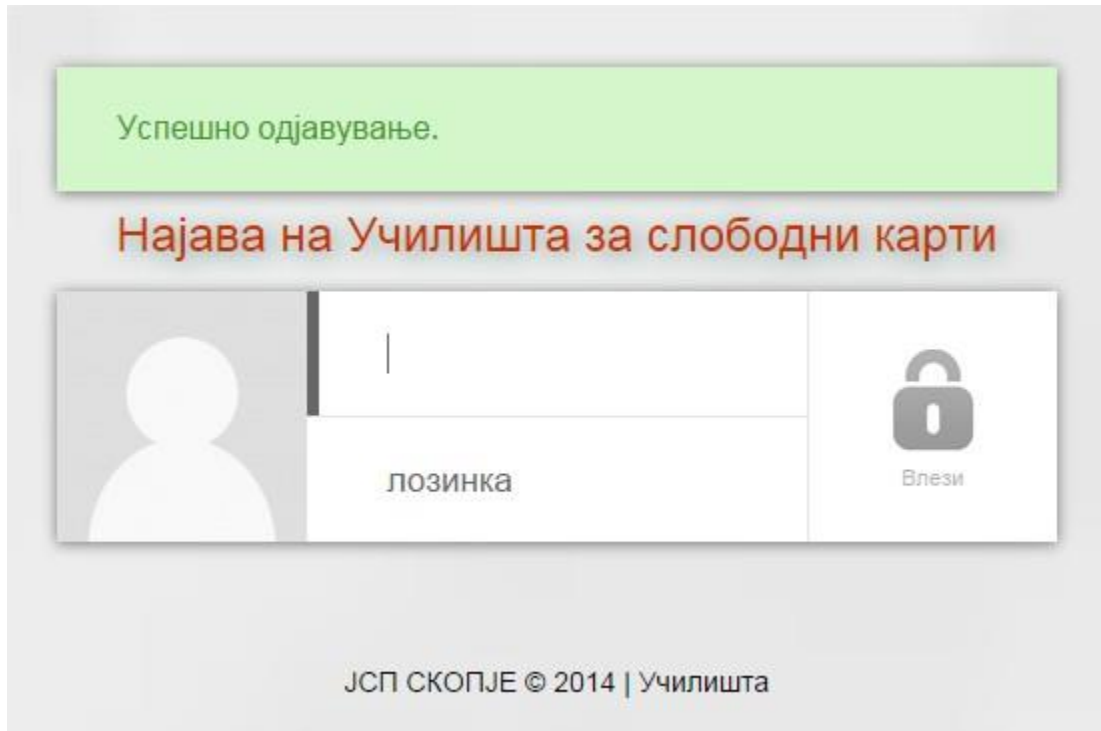 Успешно одјавување.
Најава на Училишта за слободни карти
лозинка
Влези
ЈСП СКОПЈЕ © 2014 | Училишта